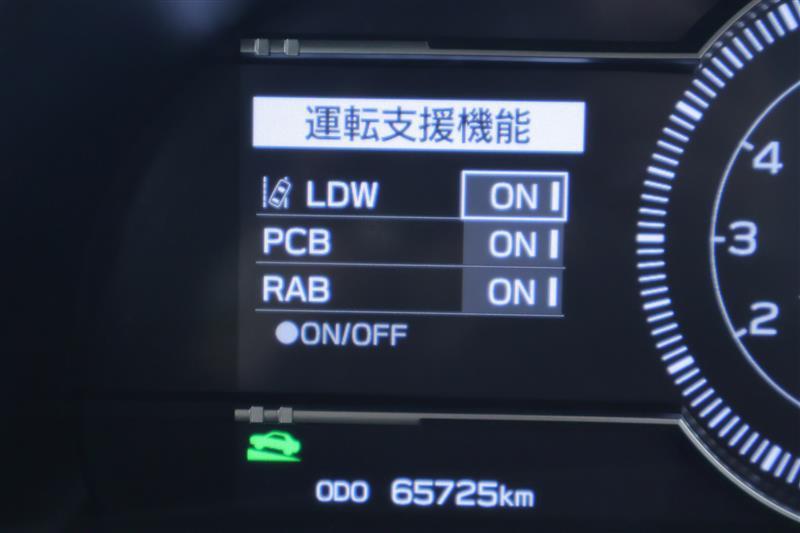 運転支援機能
LDW ON
PCB ON
RAB ON
●ON/OFF
4
3
2
ODO 65725km